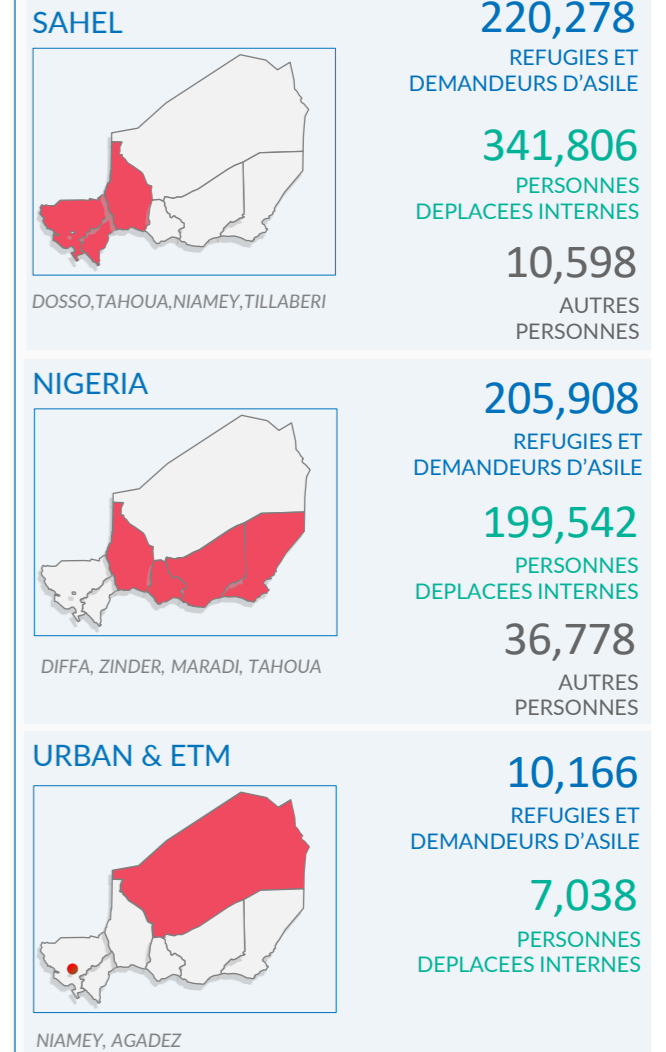 SAHEL
220,278
REFUGIES ET
DEMANDEURS D'ASILE
341,806
PERSONNES
DEPLACEES INTERNES
10,598
AUTRES
PERSONNES
DOSSO,TAHOUA,NIAMEY,TILLABERI
NIGERIA
205,908
REFUGIES ET
DEMANDEURS D'ASILE
199,542
PERSONNES
DEPLACEES INTERNES
36,778
AUTRES
PERSONNES
DIFFA, ZINDER, MARADI, TAHOUA
URBAN & ETM
10,166
REFUGIES ET
DEMANDEURS D'ASILE
7,038
PERSONNES
DEPLACEES INTERNES
NIAMEY, AGADEZ